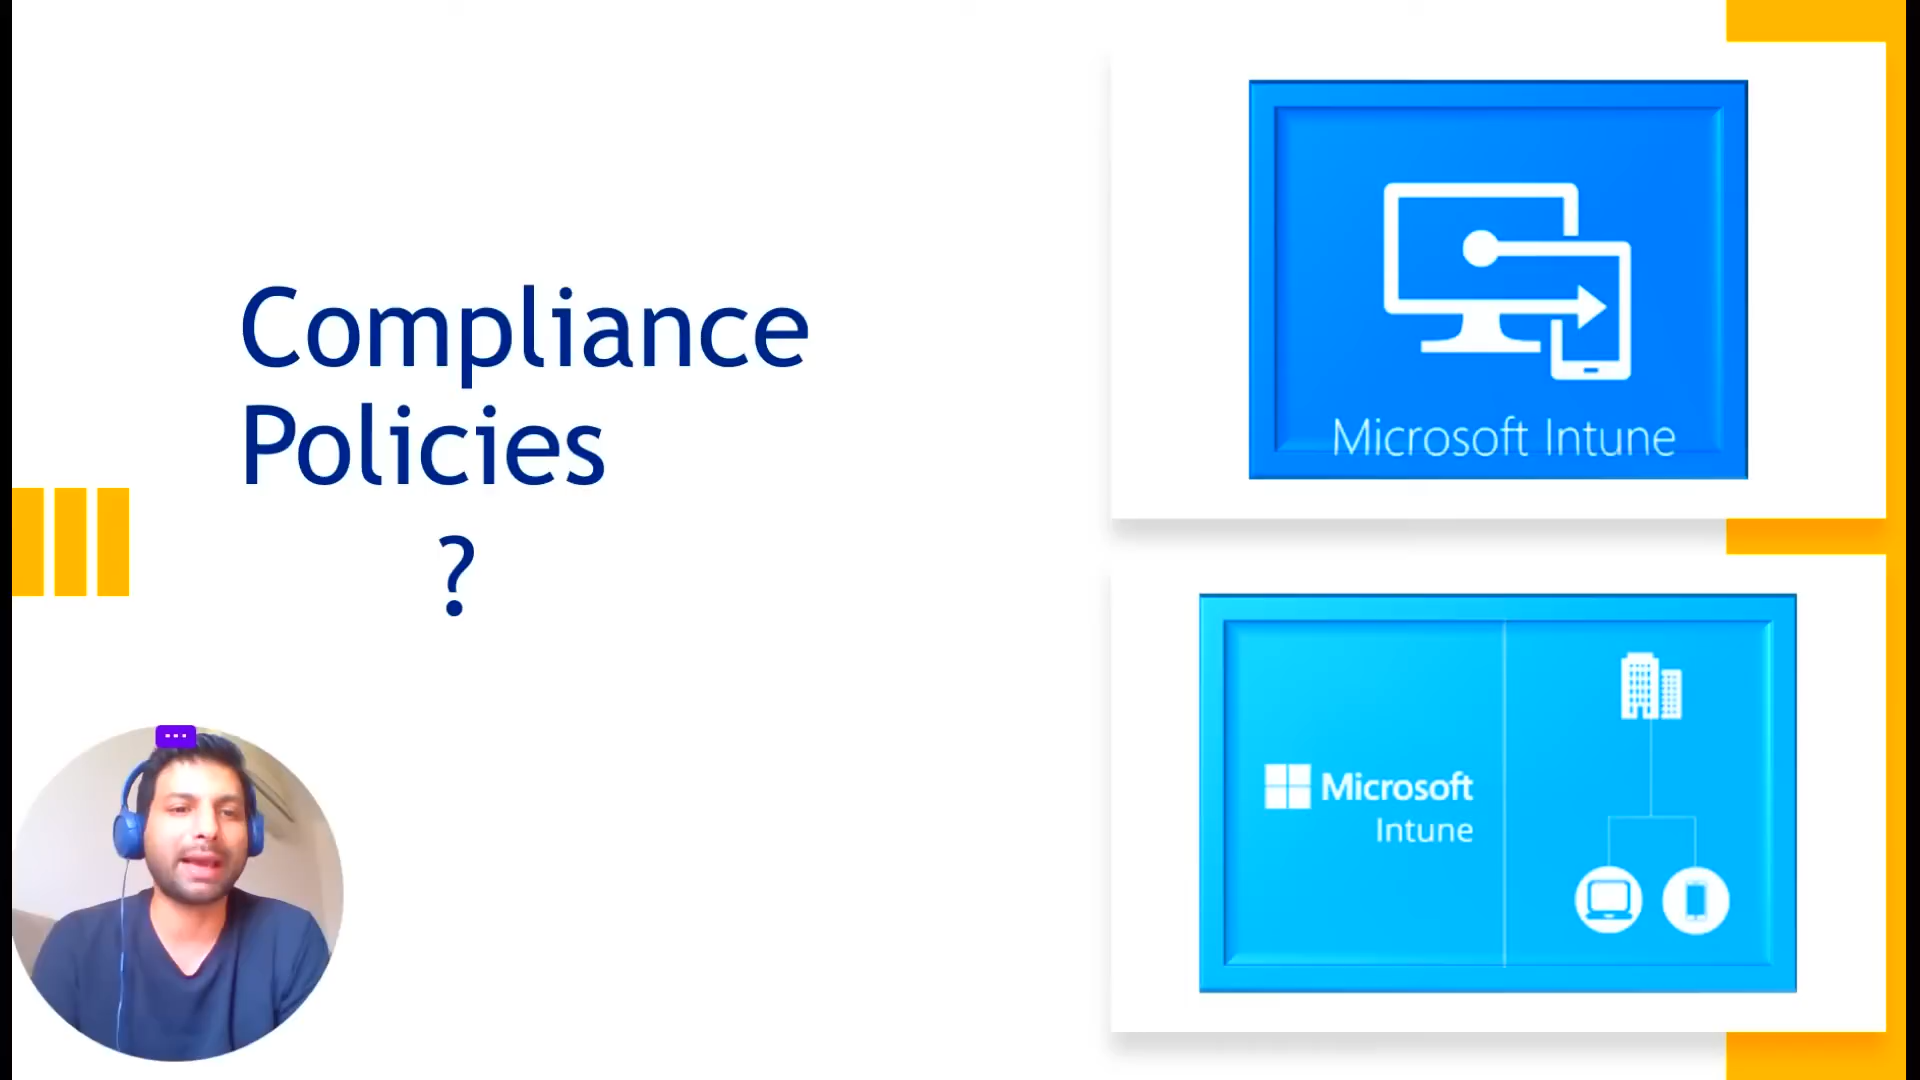 Compliance
Policies
?
Microsoft Intune
Microsoft
Intune